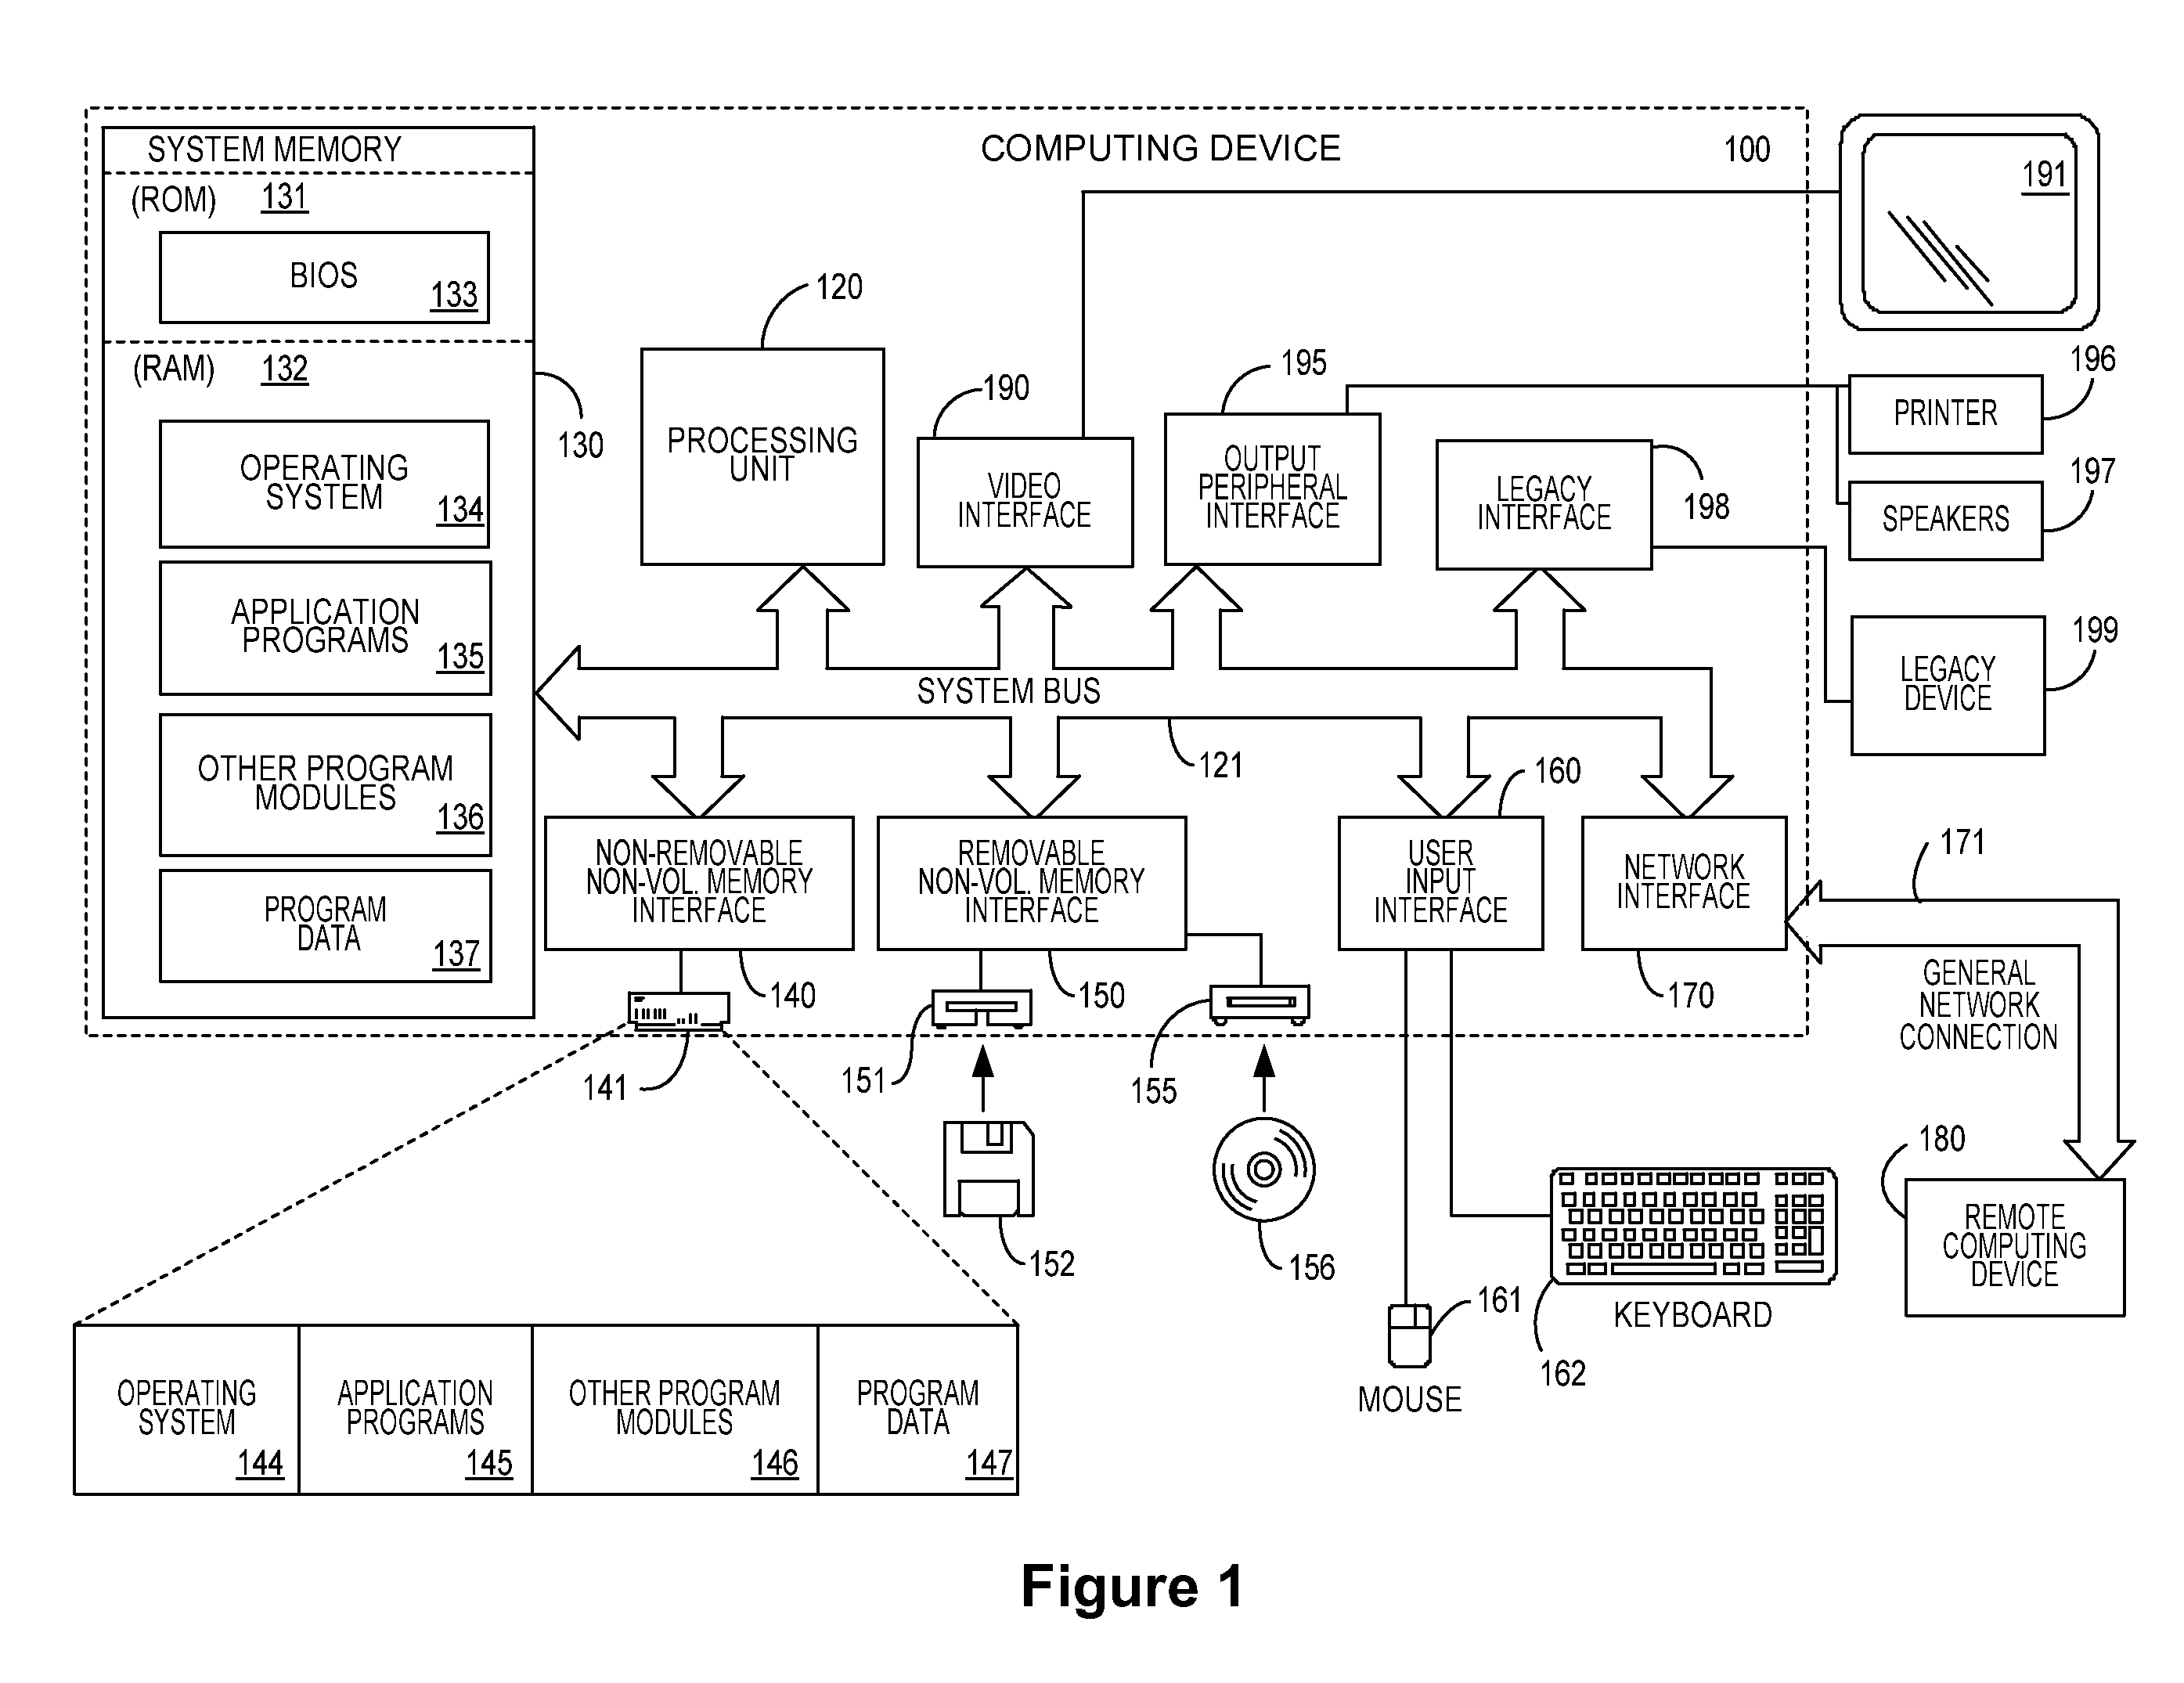 COMPUTING DEVICE
100
SYSTEM MEMORY
(ROM) 131
BIOS
133
(RAM) 132
OPERATING
SYSTEM
134
APPLICATION
PROGRAMS
135
OTHER PROGRAM
MODULES
136
PROGRAM
DATA
137
130
120
PROCESSING
UNIT
190
VIDEO
INTERFACE
195
OUTPUT
PERIPHERAL
INTERFACE
LEGACY
INTERFACE
198
191
196
PRINTER
197
SPEAKERS
199
LEGACY
DEVICE
SYSTEM BUS
121
NON-REMOVABLE
NON-VOL. MEMORY
INTERFACE
140
REMOVABLE
NON-VOL. MEMORY
INTERFACE
150
160
USER
INPUT
INTERFACE
NETWORK
INTERFACE
170
171
GENERAL
NETWORK
CONNECTION
141
151
155
152
156
180
REMOTE
COMPUTING
DEVICE
161
MOUSE
KEYBOARD
162
OPERATING
SYSTEM
144
APPLICATION
PROGRAMS
145
OTHER PROGRAM
MODULES
146
PROGRAM
DATA
147
Figure 1